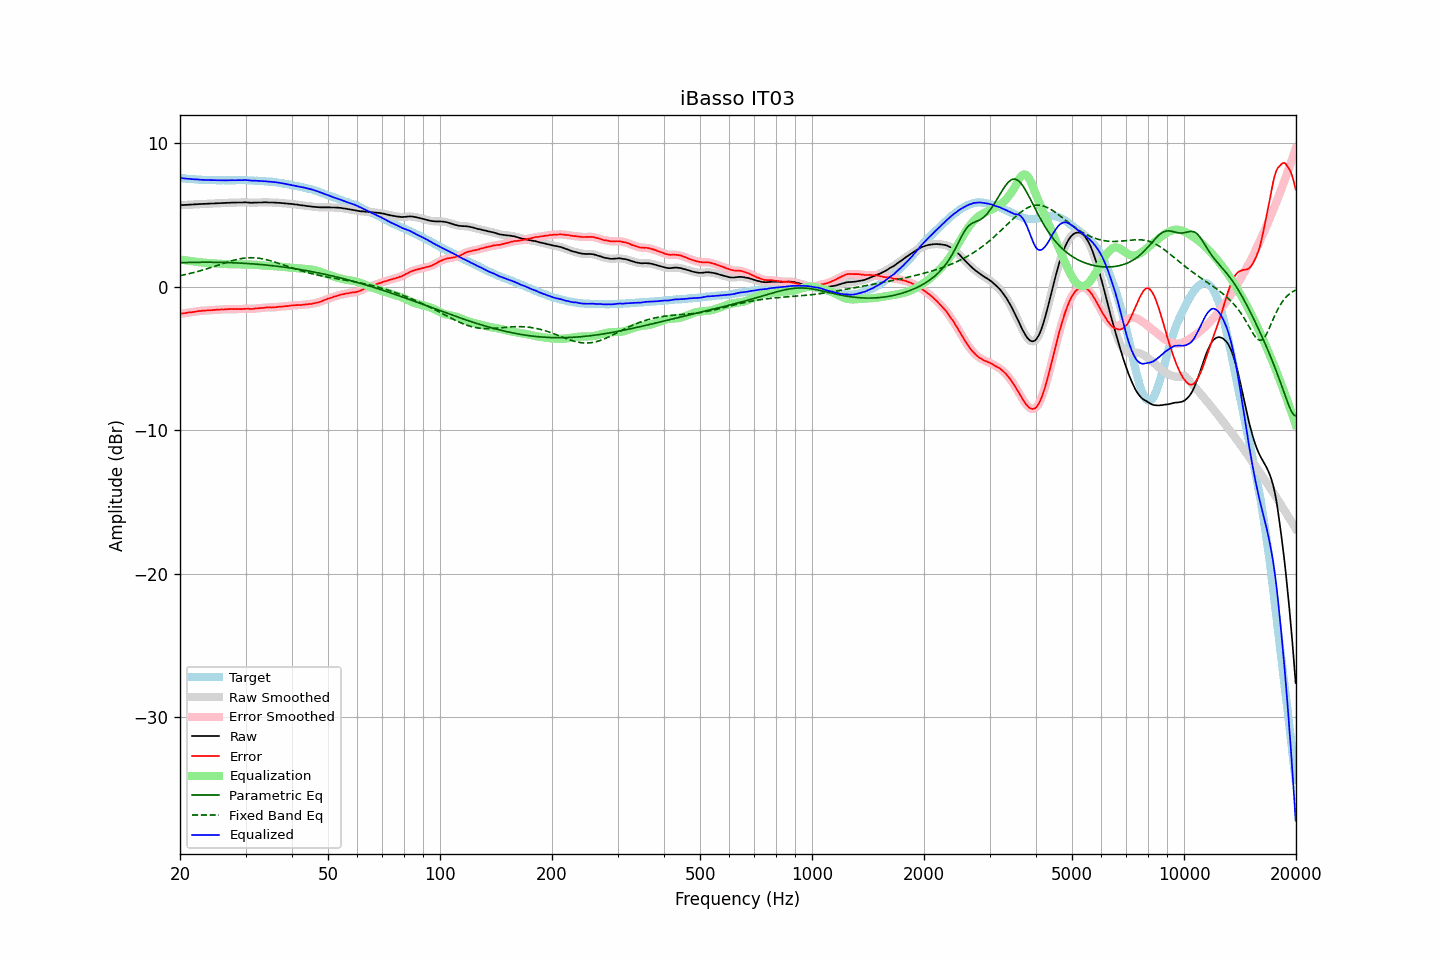 iBasso IT03
10
0
−10
−20
−30
Amplitude (dBr)
20
50
100
200
500
1000
2000
5000
10000
20000
Frequency (Hz)
Target
Raw Smoothed
Error Smoothed
Raw
Error
Equalization
Parametric Eq
Fixed Band Eq
Equalized